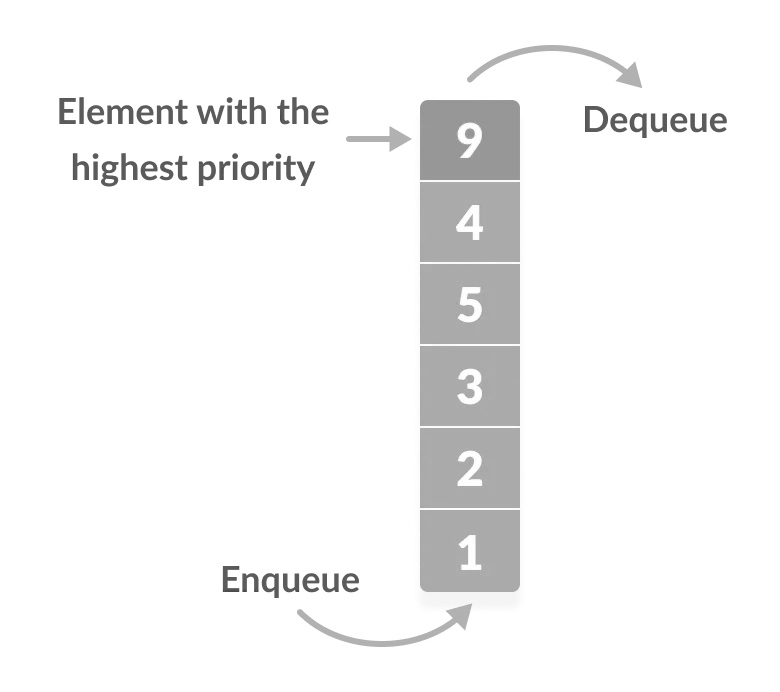 Element with the
highest priority
Dequeue
9
4
5
3
2
1
Enqueue